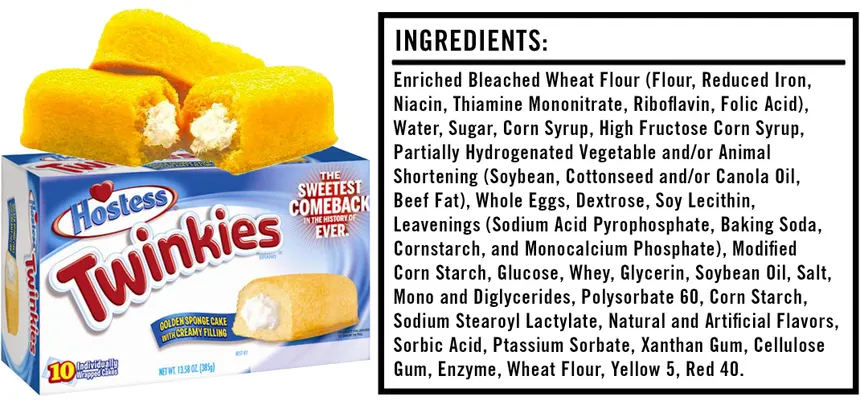 Hostess
Twinkies
THE
SWEETEST
COMEBACK
IN THE HISTORY OF
EVER.
GOLDEN SPONGE CAKE
WITH CREAMY FILLING
10 Individually
Wrapped Cakes
NET WT. 13.58 OZ. (385g)
Twinkies
INGREDIENTS:
Enriched Bleached Wheat Flour (Flour, Reduced Iron,
Niacin, Thiamine Mononitrate, Riboflavin, Folic Acid),
Water, Sugar, Corn Syrup, High Fructose Corn Syrup,
Partially Hydrogenated Vegetable and/or Animal
Shortening (Soybean, Cottonseed and/or Canola Oil,
Beef Fat), Whole Eggs, Dextrose, Soy Lecithin,
Leavenings (Sodium Acid Pyrophosphate, Baking Soda,
Cornstarch, and Monocalcium Phosphate), Modified
Corn Starch, Glucose, Whey, Glycerin, Soybean Oil, Salt,
Mono and Diglycerides, Polysorbate 60, Corn Starch,
Sodium Stearoyl Lactylate, Natural and Artificial Flavors,
Sorbic Acid, Ptassium Sorbate, Xanthan Gum, Cellulose
Gum, Enzyme, Wheat Flour, Yellow 5, Red 40.